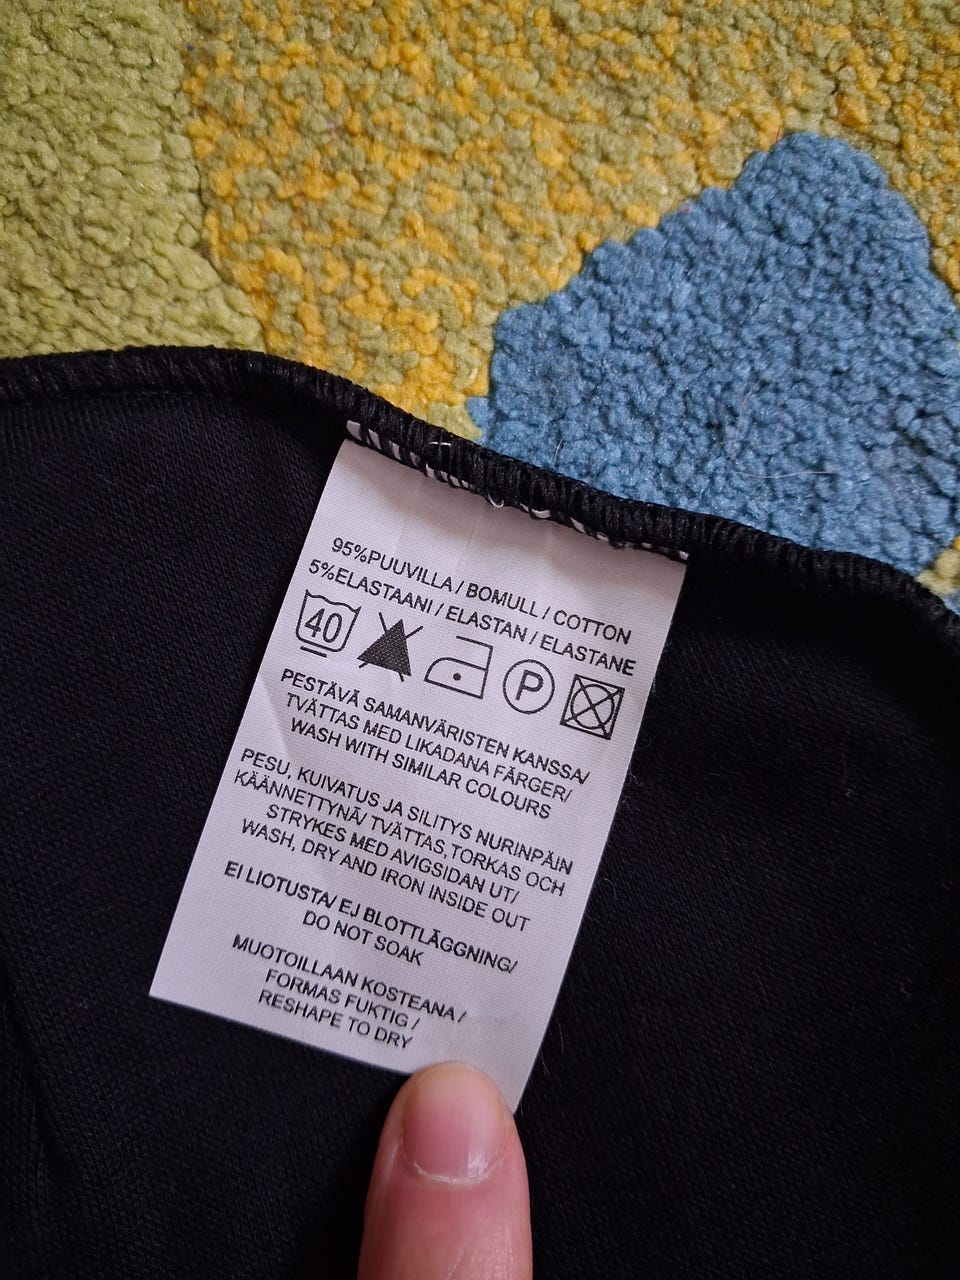 95%PUUVILLA / BOMULL / COTTON
5%ELASTAANI / ELASTAN / ELASTANE
40 P
PESTÄVÄ SAMANVÄRISTEN KANSSA/
TVÄTTAS MED LIKADANA FÄRGER/
WASH WITH SIMILAR COLOURS
PESU, KUIVATUS JA SILITYS NURINPÄIN
KÄÄNNETTYNÄ/ TVÄTTAS,TORKAS OCH
STRYKES MED AVIGSIDAN UT/
WASH, DRY AND IRON INSIDE OUT
EI LIOTUSTA/ EJ BLOTTLÄGGNING/
DO NOT SOAK
MUOTOILLAAN KOSTEANA /
FORMAS FUKTIG /
RESHAPE TO DRY